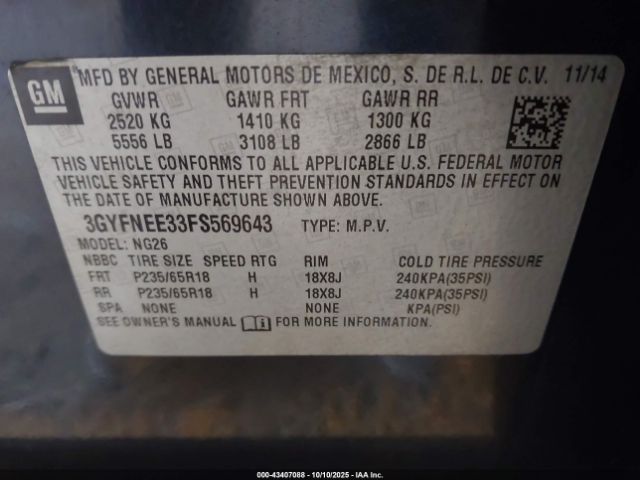 GM
MFD BY GENERAL MOTORS DE MEXICO, S. DE R.L. DE C.V. 11/14
GVWR GAWR FRT GAWR RR
2520 KG 1410 KG 1300 KG
5556 LB 3108 LB 2866 LB
THIS VEHICLE CONFORMS TO ALL APPLICABLE U.S. FEDERAL MOTOR
VEHICLE SAFETY AND THEFT PREVENTION STANDARDS IN EFFECT ON
THE DATE OF MANUFACTURE SHOWN ABOVE.
3GYFNEE33FS569643 TYPE: M.P.V.
MODEL: NG26
NBBC TIRE SIZE SPEED RTG RIM COLD TIRE PRESSURE
FRT P235/65R18 H 18X8J 240KPA(35PSI)
RR P235/65R18 H 18X8J 240KPA(35PSI)
SPA NONE NONE KPA(PSI)
SEE OWNER'S MANUAL FOR MORE INFORMATION.
000-43407088 - 10/10/2025 - IAA Inc.